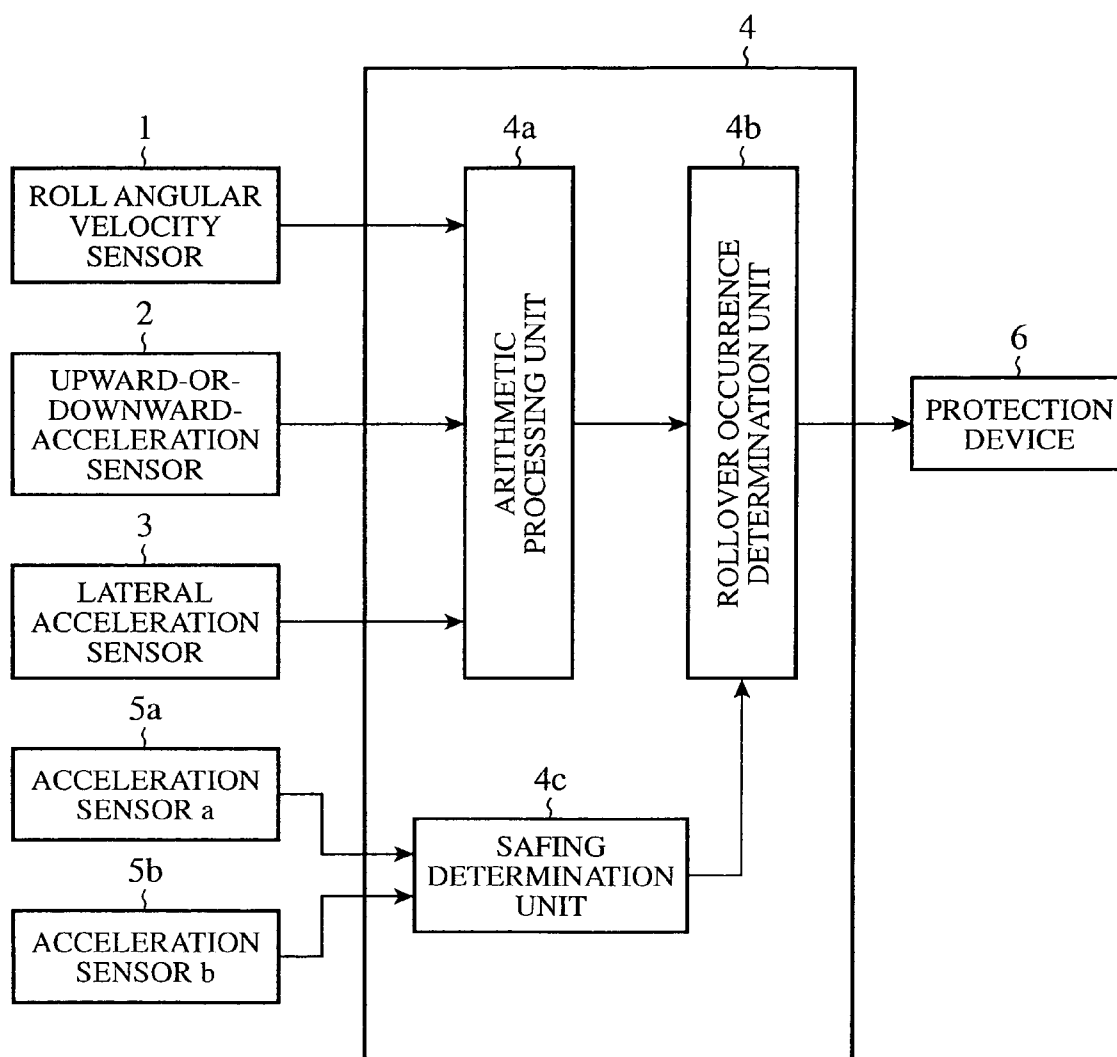 4
1
ROLL ANGULAR
VELOCITY
SENSOR
4a
ARITHMETIC
PROCESSING UNIT
4b
ROLLOVER OCCURRENCE
DETERMINATION UNIT
2
UPWARD-OR-
DOWNWARD-
ACCELERATION
SENSOR
6
PROTECTION
DEVICE
3
LATERAL
ACCELERATION
SENSOR
5a
ACCELERATION
SENSOR a
4c
SAFING
DETERMINATION
UNIT
5b
ACCELERATION
SENSOR b